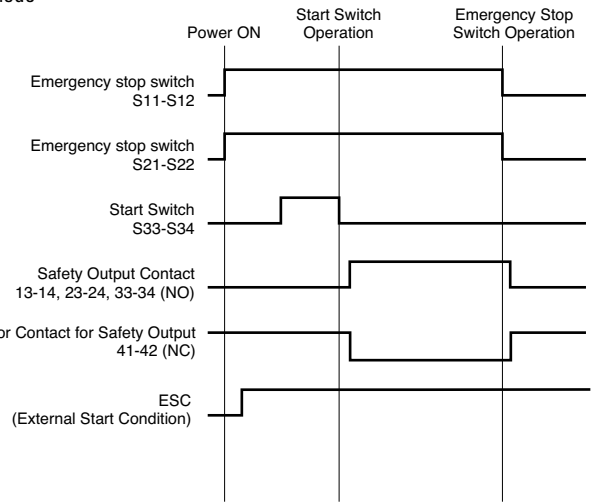 Power ON
Start Switch
Operation
Emergency Stop
Switch Operation
Emergency stop switch
S11-S12
Emergency stop switch
S21-S22
Start Switch
S33-S34
Safety Output Contact
13-14, 23-24, 33-34 (NO)
Contact for Safety Output
41-42 (NC)
ESC
(External Start Condition)